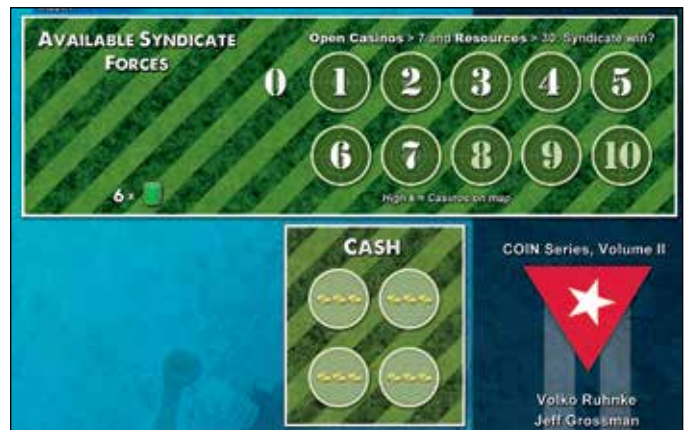 AVAILABLE SYNDICATE
FORCES
Open Casinos > 7 and Resources > 30: Syndicate win?
0 1 2 3 4 5
6 7 8 9 10
6 x
High # = Casinos on map
CASH
COIN Series, Volume II
Volko Ruhnke
Jeff Grossman